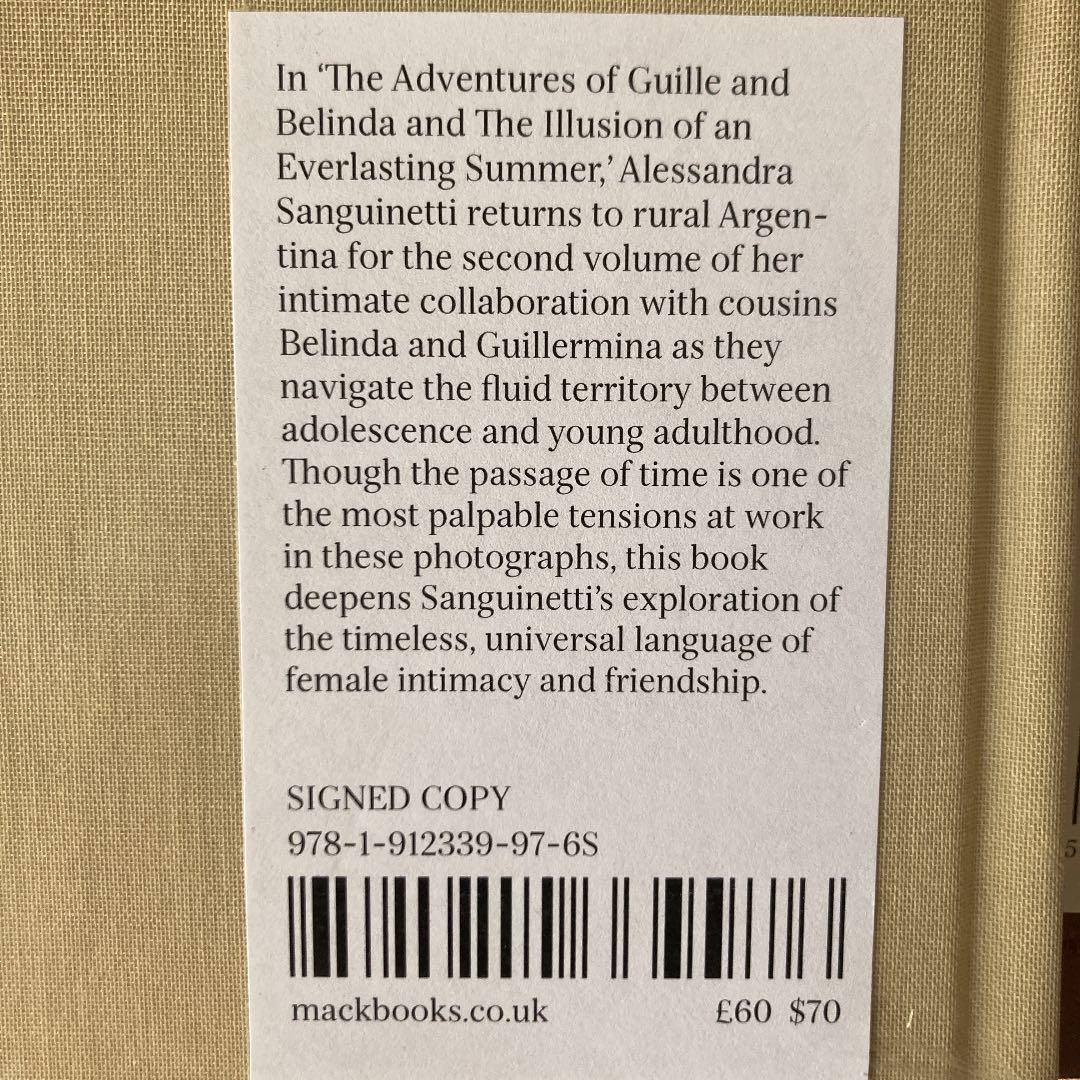 In ‘The Adventures of Guille and
Belinda and The Illusion of an
Everlasting Summer,’ Alessandra
Sanguinetti returns to rural Argen-
tina for the second volume of her
intimate collaboration with cousins
Belinda and Guillermina as they
navigate the fluid territory between
adolescence and young adulthood.
Though the passage of time is one of
the most palpable tensions at work
in these photographs, this book
deepens Sanguinetti’s exploration of
the timeless, universal language of
female intimacy and friendship.
SIGNED COPY
978-1-912339-97-6S
mackbooks.co.uk £60 $70
5